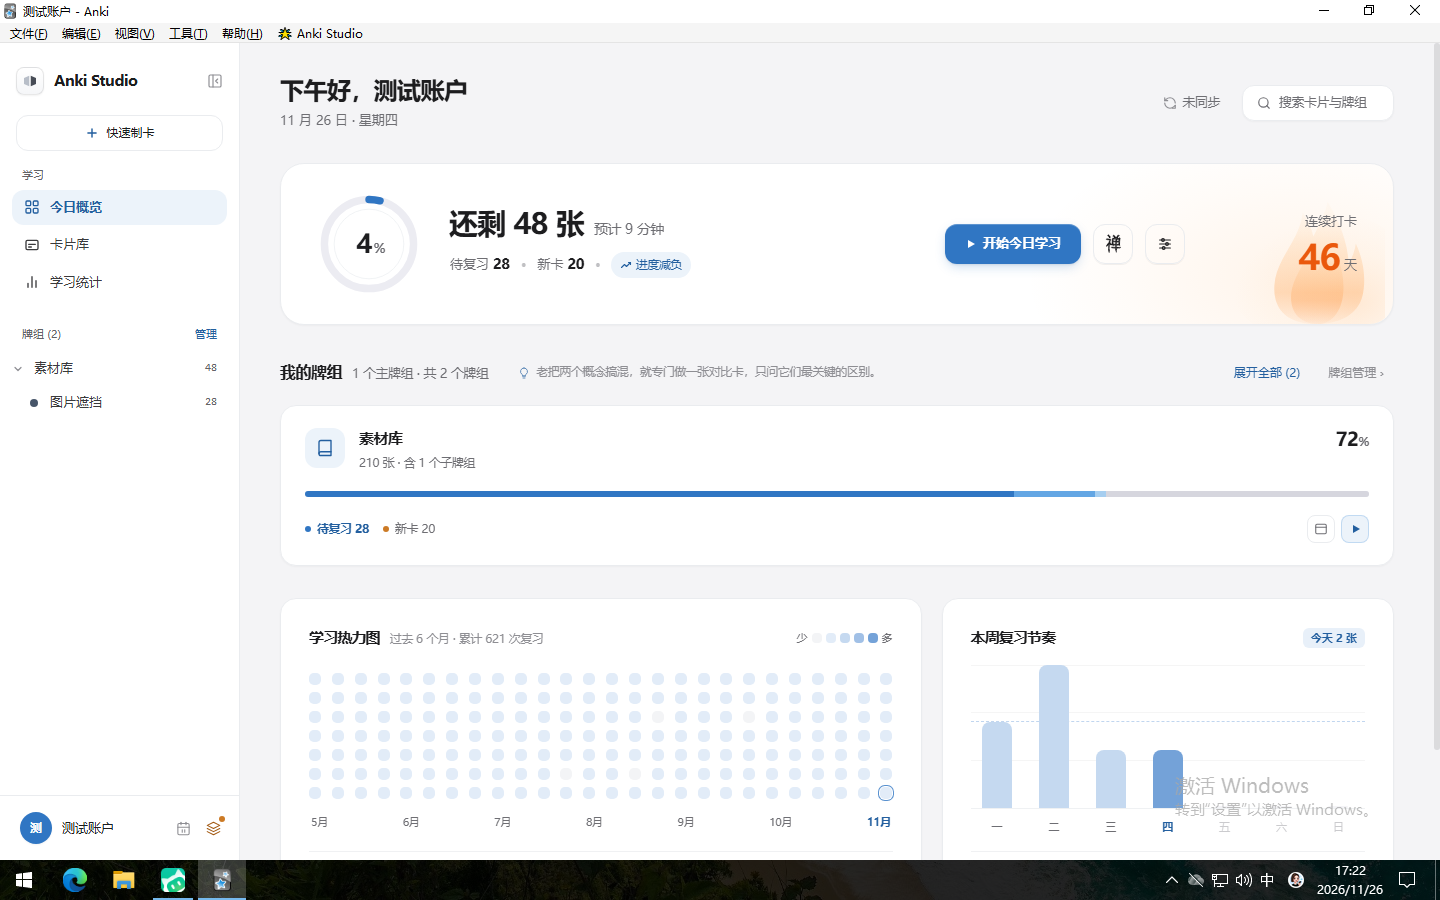 测试账户 - Anki
文件(F) 编辑(E) 视图(V) 工具(T) 帮助(H) Anki Studio
Anki Studio
快速制卡
学习
今日概览
卡片库
学习统计
牌组 (2) 管理
素材库 48
图片遮挡 28
测 测试账户
下午好，测试账户
11 月 26 日 · 星期四
未同步
搜索卡片与牌组
4%
还剩 48 张 预计 9 分钟
待复习 28 • 新卡 20 • 进度减负
开始今日学习
禅
连续打卡
46 天
我的牌组 1 个主牌组 · 共 2 个牌组
老把两个概念搞混，就专门做一张对比卡，只问它们最关键的区别。
展开全部 (2) 牌组管理 ›
素材库
210 张 · 含 1 个子牌组
72%
待复习 28 新卡 20
学习热力图 过去 6 个月 · 累计 621 次复习
少 多
5月 6月 7月 8月 9月 10月 11月
本周复习节奏 今天 2 张
一 二 三 四 五 六 日
激活 Windows
转到“设置”以激活 Windows。
中
17:22
2026/11/26